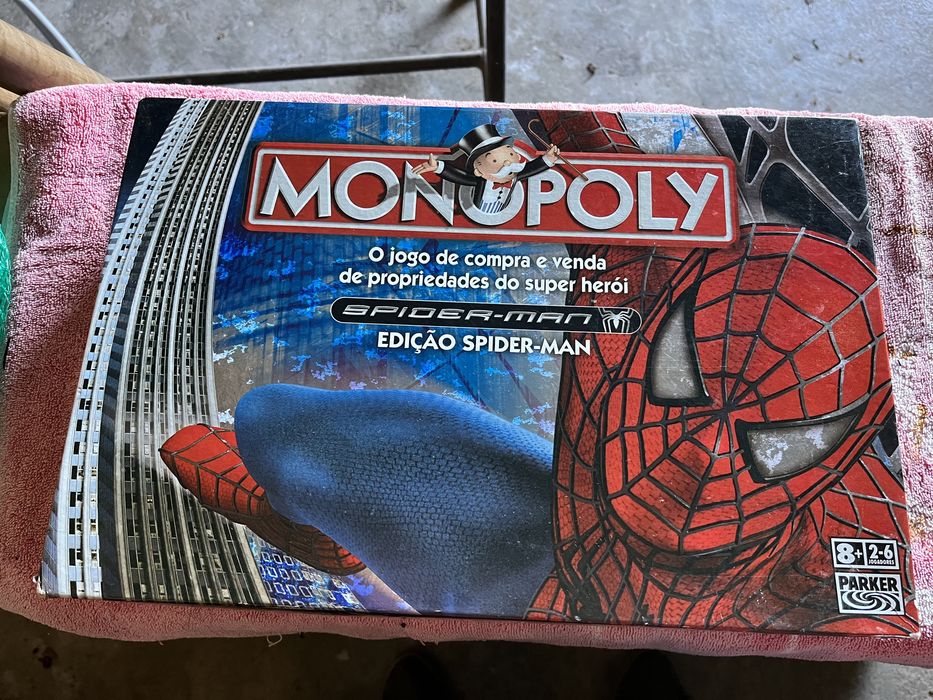 MONOPOLY
O jogo de compra e venda
de propriedades do super herói
SPIDER-MAN™
EDIÇÃO SPIDER-MAN
8+ 2-6
JOGADORES
PARKER